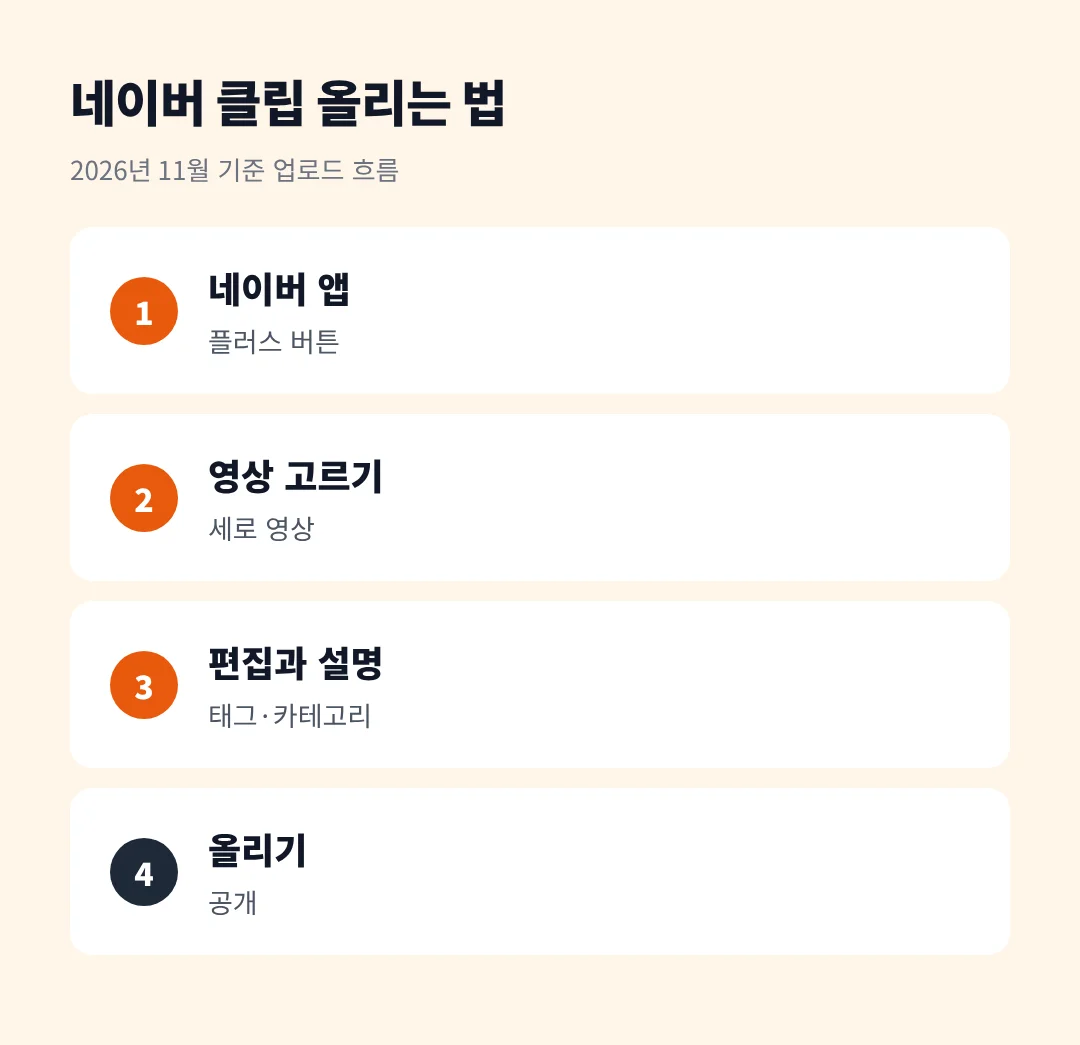 네이버 클립 올리는 법
2026년 11월 기준 업로드 흐름
1
네이버 앱
플러스 버튼
2
영상 고르기
세로 영상
3
편집과 설명
태그·카테고리
4
올리기
공개